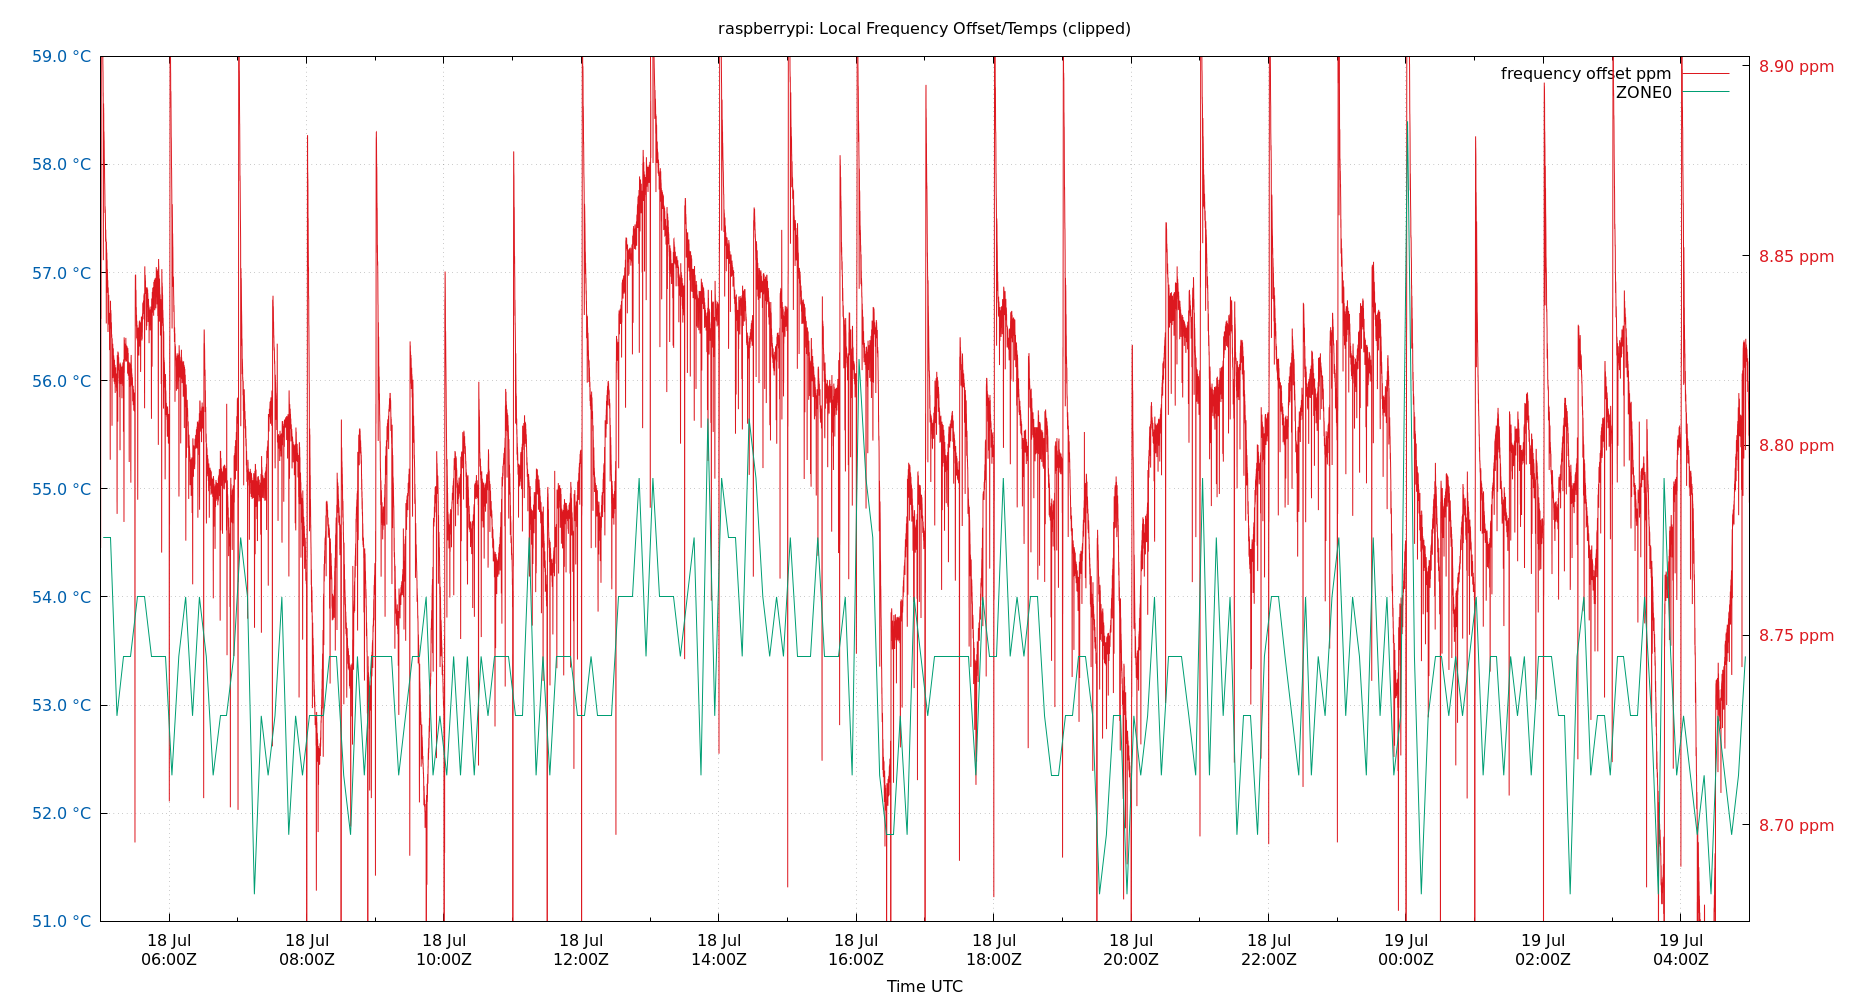 raspberrypi: Local Frequency Offset/Temps (clipped)
59.0 °C
58.0 °C
57.0 °C
56.0 °C
55.0 °C
54.0 °C
53.0 °C
52.0 °C
51.0 °C
frequency offset ppm
ZONE0
8.90 ppm
8.85 ppm
8.80 ppm
8.75 ppm
8.70 ppm
18 Jul 18 Jul 18 Jul 18 Jul 18 Jul 18 Jul 18 Jul 18 Jul 18 Jul 19 Jul 19 Jul 19 Jul
06:00Z 08:00Z 10:00Z 12:00Z 14:00Z 16:00Z 18:00Z 20:00Z 22:00Z 00:00Z 02:00Z 04:00Z
Time UTC